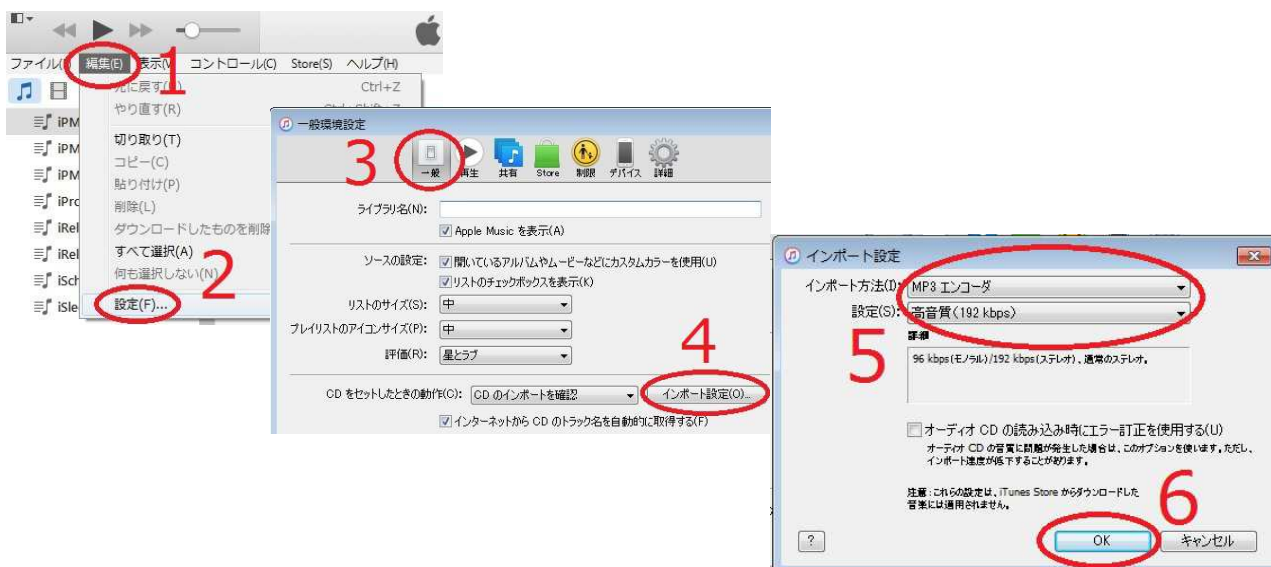 ファイル(F) 編集(E) 表示(V) コントロール(C) Store(S) ヘルプ(H)
1
元に戻す(U) Ctrl+Z
やり直す(R)
切り取り(T)
コピー(C)
貼り付け(P)
削除(L)
ダウンロードしたものを削除
すべて選択(A)
何も選択しない(N)
設定(F)...
2
iPM
iPM
iPM
iPro
iRel
iRel
iSch
iSle
一般環境設定
3
一般 再生 共有 Store 制限 デバイス 詳細
ライブラリ名(N):
Apple Music を表示(A)
ソースの設定: 開いているアルバムやムービーなどにカスタムカラーを使用(U)
リストのチェックボックスを表示(K)
リストのサイズ(S): 中
プレイリストのアイコンサイズ(P): 中
評価(R): 星とラブ
4
CD をセットしたときの動作(C): CD のインポートを確認 インポート設定(O)...
インターネットから CD のトラック名を自動的に取得する(F)
インポート設定
インポート方法(I): MP3 エンコーダ
設定(S): 高音質(192 kbps)
5
詳細
96 kbps(モノラル)/192 kbps(ステレオ)、通常のステレオ。
オーディオ CD の読み込み時にエラー訂正を使用する(U)
オーディオ CD の音質に問題が発生した場合は、このオプションを使います。ただし、
インポート速度が低下することがあります。
注意:これらの設定は、iTunes Store からダウンロードした
音楽には適用されません。
6
? OK キャンセル